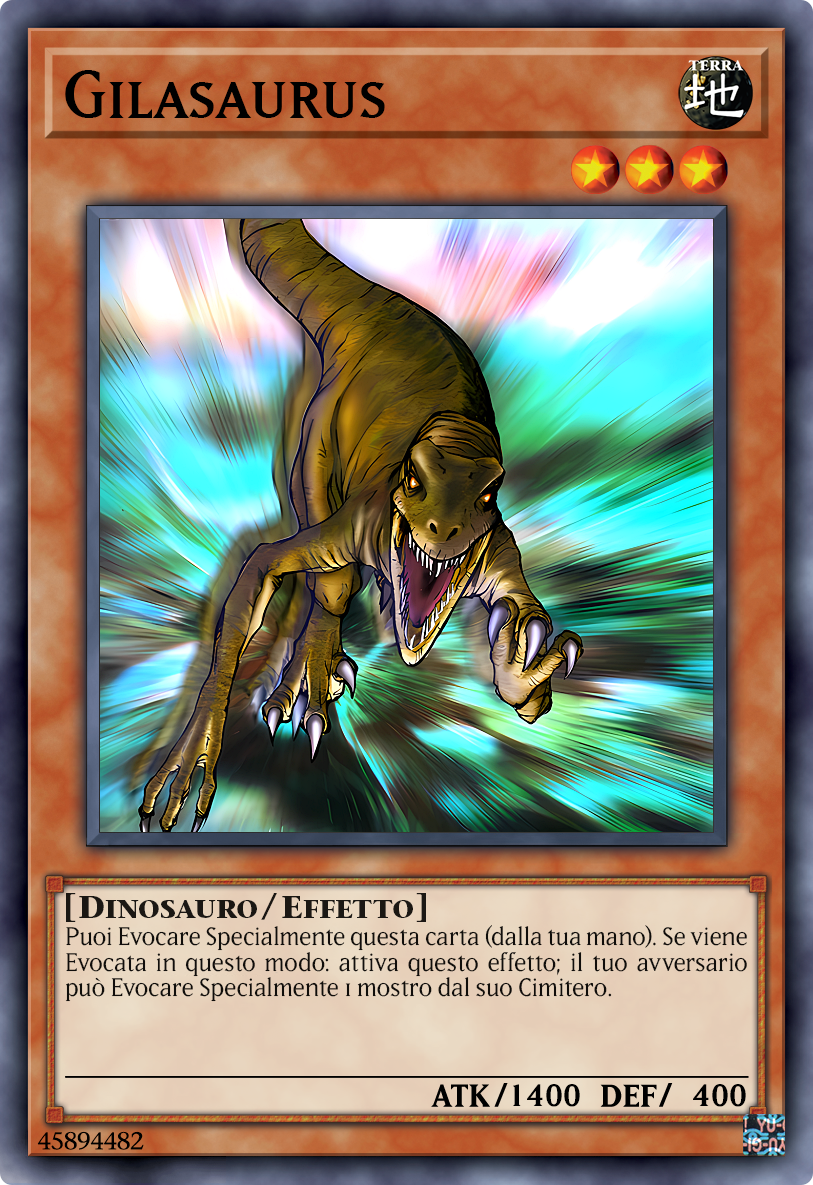 GILASAURUS
TERRA
地
[DINOSAURO/EFFETTO]
Puoi Evocare Specialmente questa carta (dalla tua mano). Se viene
Evocata in questo modo: attiva questo effetto; il tuo avversario
può Evocare Specialmente 1 mostro dal suo Cimitero.
ATK/1400 DEF/ 400
45894482